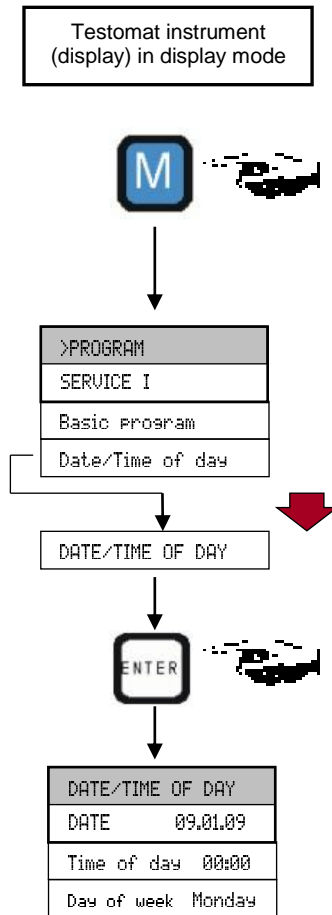 Testomat instrument
(display) in display mode
M
>PROGRAM
SERVICE I
Basic program
Date/Time of day
DATE/TIME OF DAY
ENTER
DATE/TIME OF DAY
DATE 09.01.09
Time of day 00:00
Day of week Monday